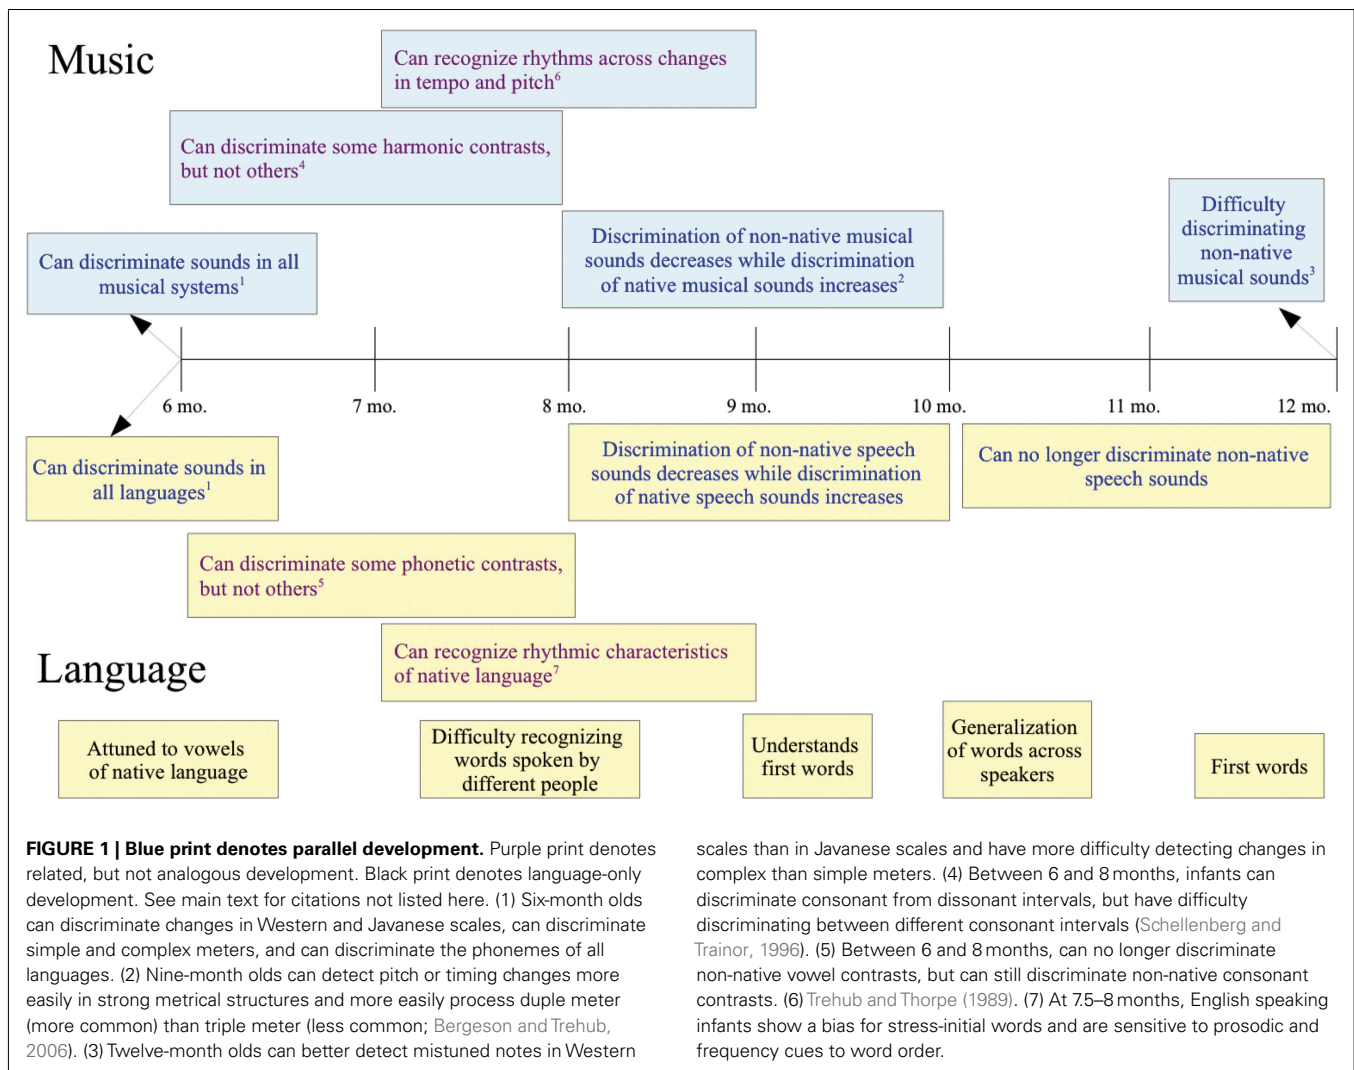 Music
Can recognize rhythms across changes
in tempo and pitch6
Can discriminate some harmonic contrasts,
but not others4
Difficulty
discriminating
non-native
musical sounds3
Discrimination of non-native musical
sounds decreases while discrimination
of native musical sounds increases2
Can discriminate sounds in all
musical systems1
6 mo.
7 mo.
8 mo.
9 mo.
10 mo.
11 mo.
12 mo.
Can discriminate sounds in
all languages1
Discrimination of non-native speech
sounds decreases while discrimination
of native speech sounds increases
Can no longer discriminate non-native
speech sounds
Can discriminate some phonetic contrasts,
but not others5
Can recognize rhythmic characteristics
of native language7
Language
Attuned to vowels
of native language
Difficulty recognizing
words spoken by
different people
Understands
first words
Generalization
of words across
speakers
First words
FIGURE 1 | Blue print denotes parallel development. Purple print denotes
related, but not analogous development. Black print denotes language-only
development. See main text for citations not listed here. (1) Six-month olds
can discriminate changes in Western and Javanese scales, can discriminate
simple and complex meters, and can discriminate the phonemes of all
languages. (2) Nine-month olds can detect pitch or timing changes more
easily in strong metrical structures and more easily process duple meter
(more common) than triple meter (less common; Bergeson and Trehub,
2006). (3) Twelve-month olds can better detect mistuned notes in Western
scales than in Javanese scales and have more difficulty detecting changes in
complex than simple meters. (4) Between 6 and 8 months, infants can
discriminate consonant from dissonant intervals, but have difficulty
discriminating between different consonant intervals (Schellenberg and
Trainor, 1996). (5) Between 6 and 8 months, can no longer discriminate
non-native vowel contrasts, but can still discriminate non-native consonant
contrasts. (6) Trehub and Thorpe (1989). (7) At 7.5–8 months, English speaking
infants show a bias for stress-initial words and are sensitive to prosodic and
frequency cues to word order.